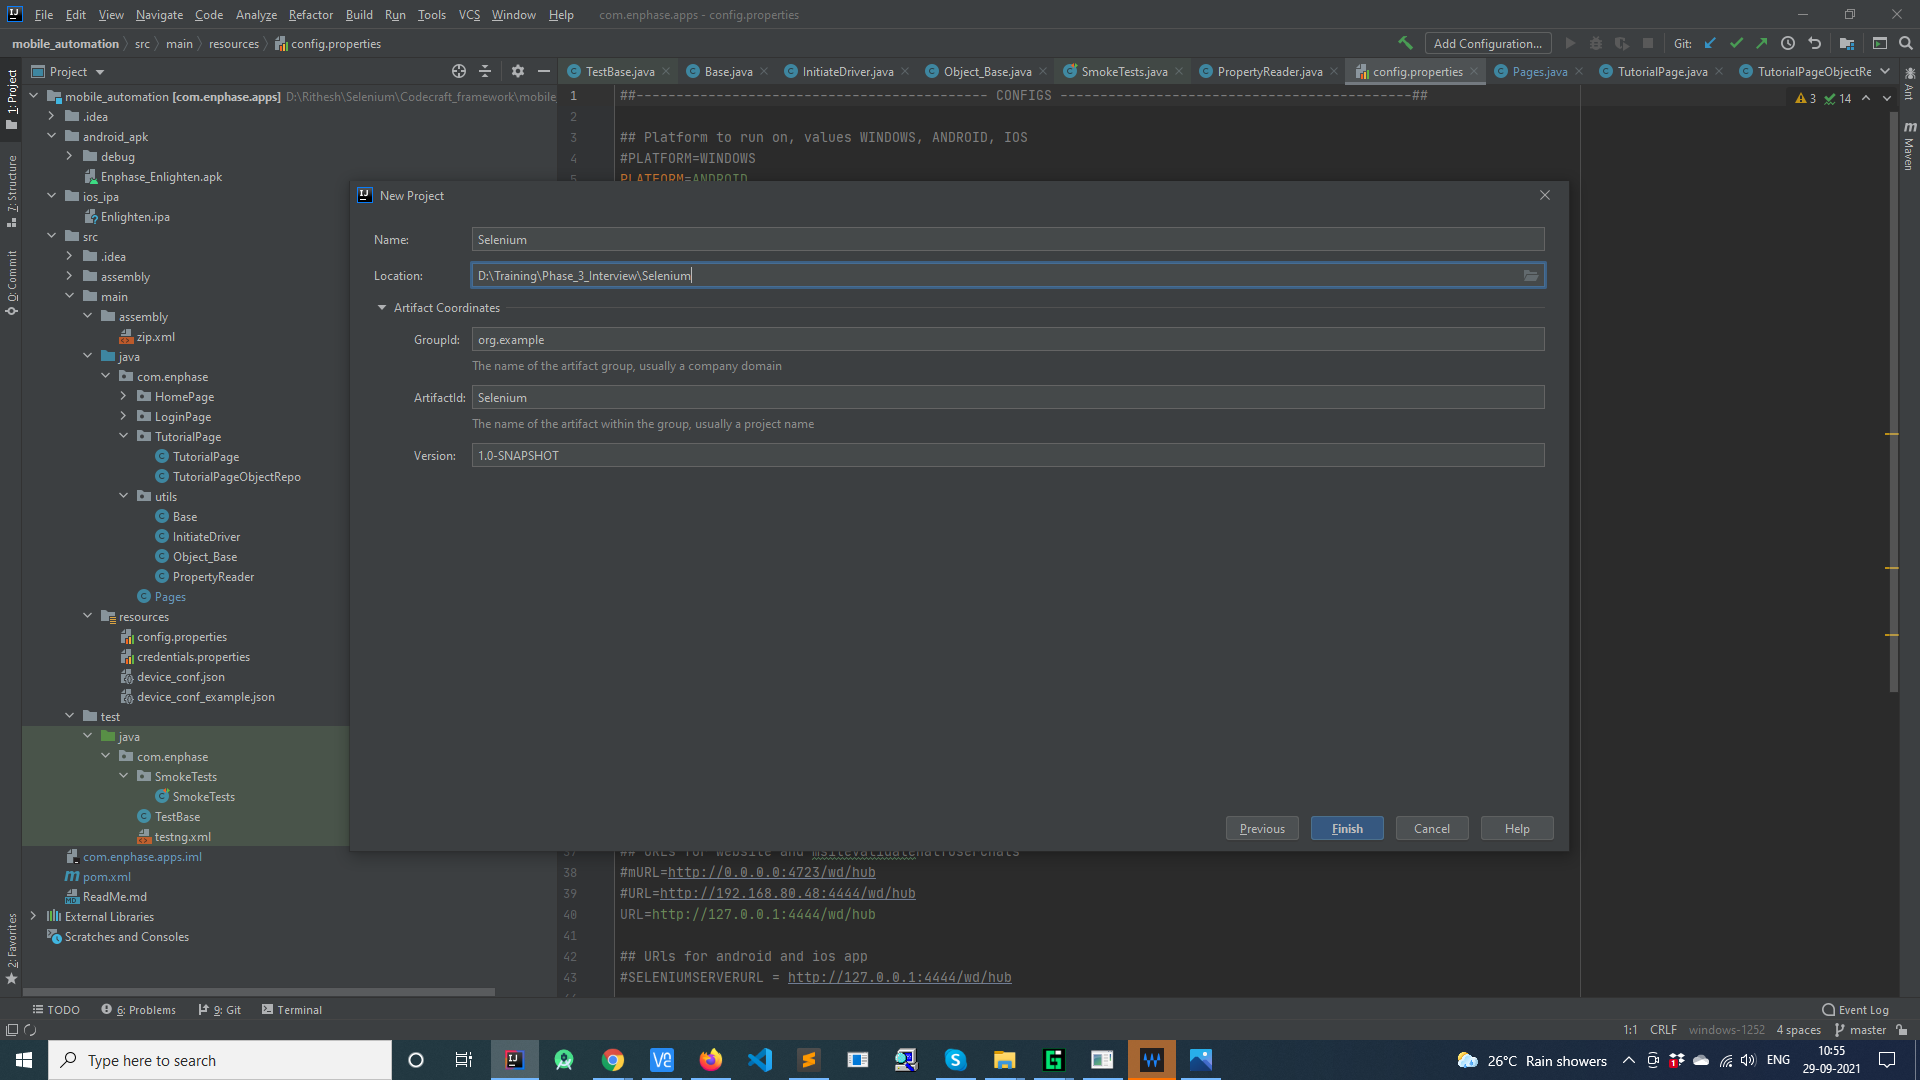 File Edit View Navigate Code Analyze Refactor Build Run Tools VCS Window Help com.enphase.apps - config.properties
mobile_automation src main resources config.properties Add Configuration... Git:
Project
TestBase.java Base.java InitiateDriver.java Object_Base.java SmokeTests.java PropertyReader.java config.properties Pages.java TutorialPage.java TutorialPageObjectRe
1: Project
7: Structure
0: Commit
2: Favorites
Ant
Maven
mobile_automation [com.enphase.apps] D:\Rithesh\Selenium\Codecraft_framework\mobile_
.idea
android_apk
debug
Enphase_Enlighten.apk
ios_ipa
Enlighten.ipa
src
.idea
assembly
main
assembly
zip.xml
java
com.enphase
HomePage
LoginPage
TutorialPage
TutorialPage
TutorialPageObjectRepo
utils
Base
InitiateDriver
Object_Base
PropertyReader
Pages
resources
config.properties
credentials.properties
device_conf.json
device_conf_example.json
test
java
com.enphase
SmokeTests
SmokeTests
TestBase
testng.xml
com.enphase.apps.iml
pom.xml
ReadMe.md
External Libraries
Scratches and Consoles
1 ##-------------------------------------------- CONFIGS --------------------------------------------##
3 14
2
3 ## Platform to run on, values WINDOWS, ANDROID, IOS
4 #PLATFORM=WINDOWS
5 PLATFORM=ANDROID
New Project
Name: Selenium
Location: D:\Training\Phase_3_Interview\Selenium
Artifact Coordinates
GroupId: org.example
The name of the artifact group, usually a company domain
ArtifactId: Selenium
The name of the artifact within the group, usually a project name
Version: 1.0-SNAPSHOT
Previous Finish Cancel Help
37 ## URLs for website and
38 #mURL=http://0.0.0.0:4723/wd/hub
39 #URL=http://192.168.80.48:4444/wd/hub
40 URL=http://127.0.0.1:4444/wd/hub
41
42 ## URls for android and ios app
43 #SELENIUMSERVERURL = http://127.0.0.1:4444/wd/hub
TODO 6: Problems 9: Git Terminal Event Log
1:1 CRLF windows-1252 4 spaces master
Type here to search
26°C Rain showers ENG
10:55
29-09-2021